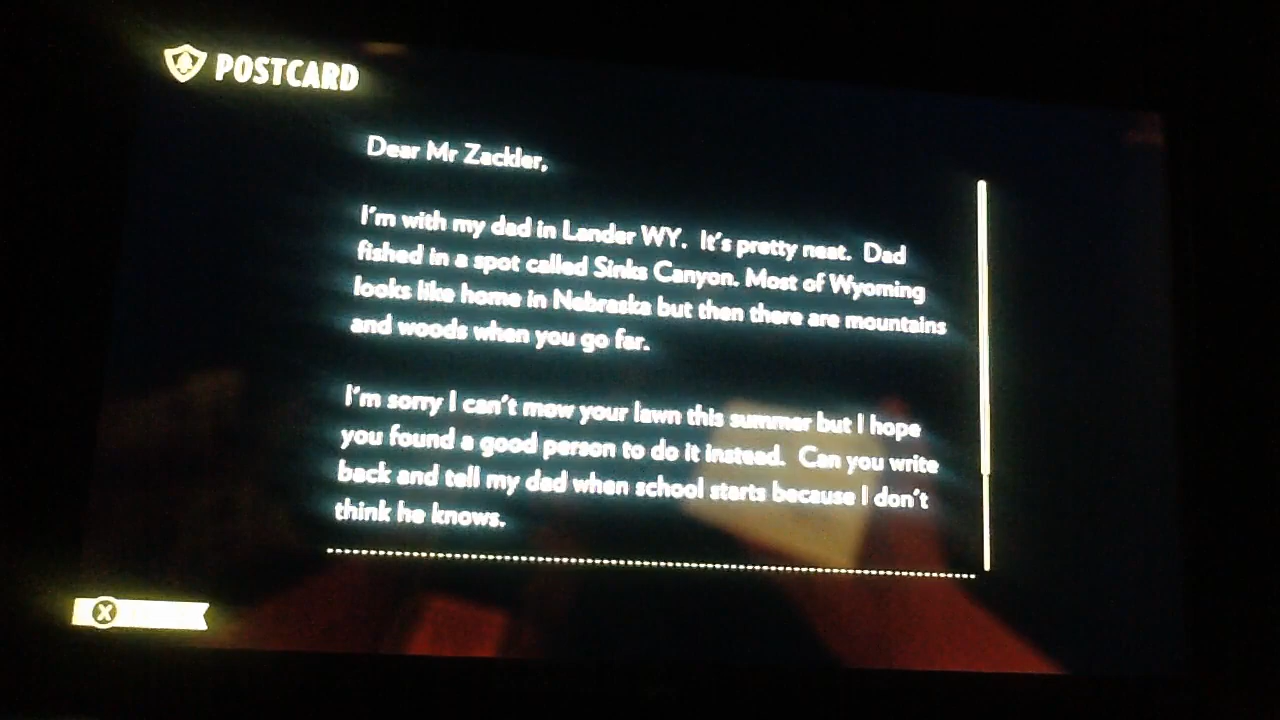 POSTCARD
Dear Mr Zackler,
I'm with my dad in Lander WY. It's pretty neat. Dad
fished in a spot called Sinks Canyon. Most of Wyoming
looks like home in Nebraska but then there are mountains
and woods when you go far.
I'm sorry I can't mow your lawn this summer but I hope
you found a good person to do it instead. Can you write
back and tell my dad when school starts because I don't
think he knows.
X